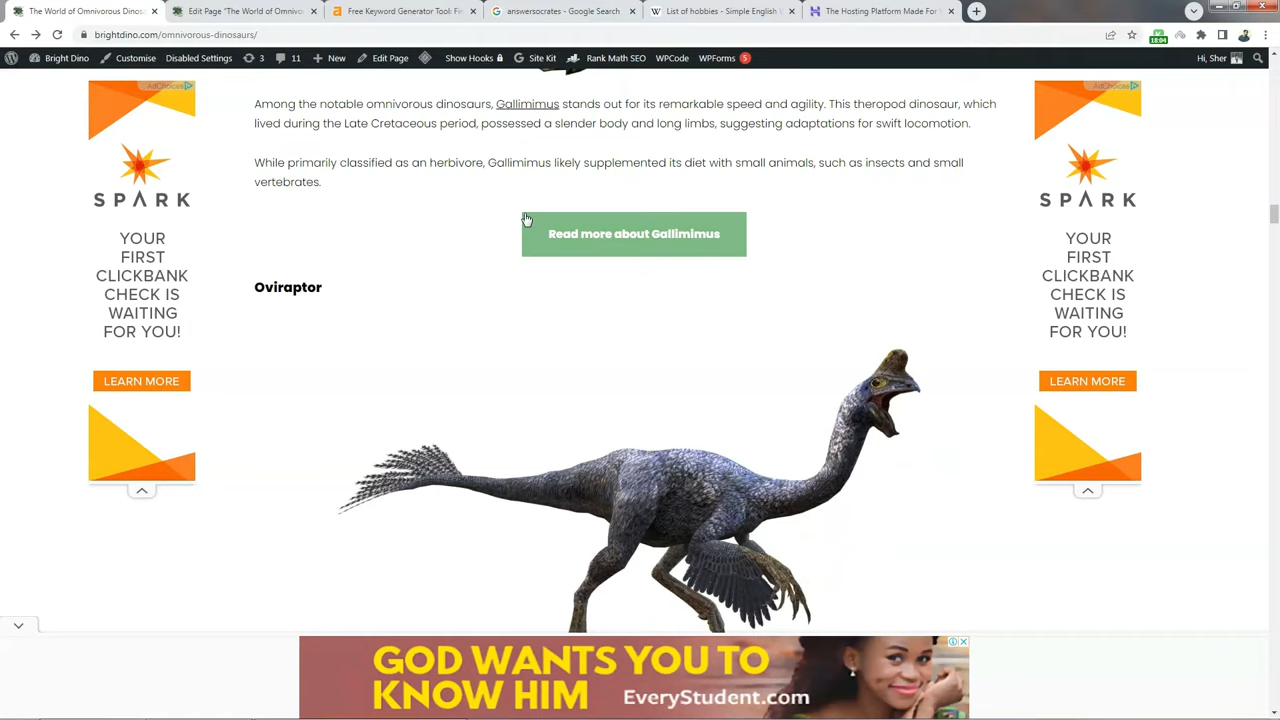 The World of Omnivorous Dinosa
Edit Page "The World of Omnivor
Free Keyword Generator Tool: Fin
answersocrates - Google Search
List of hobbies - Simple English W
The Hosting Platform Made For Y
brightdino.com/omnivorous-dinosaurs/
18:04
Bright Dino
Customise
Disabled Settings
3
11
New
Edit Page
Show Hooks
Site Kit
Rank Math SEO
WPCode
WPForms 5
Hi, Sher
AdChoices
SPARK
YOUR
FIRST
CLICKBANK
CHECK IS
WAITING
FOR YOU!
LEARN MORE
Among the notable omnivorous dinosaurs, Gallimimus stands out for its remarkable speed and agility. This theropod dinosaur, which
lived during the Late Cretaceous period, possessed a slender body and long limbs, suggesting adaptations for swift locomotion.
While primarily classified as an herbivore, Gallimimus likely supplemented its diet with small animals, such as insects and small
vertebrates.
Read more about Gallimimus
Oviraptor
AdChoices
SPARK
YOUR
FIRST
CLICKBANK
CHECK IS
WAITING
FOR YOU!
LEARN MORE
GOD WANTS YOU TO
KNOW HIM EveryStudent.com